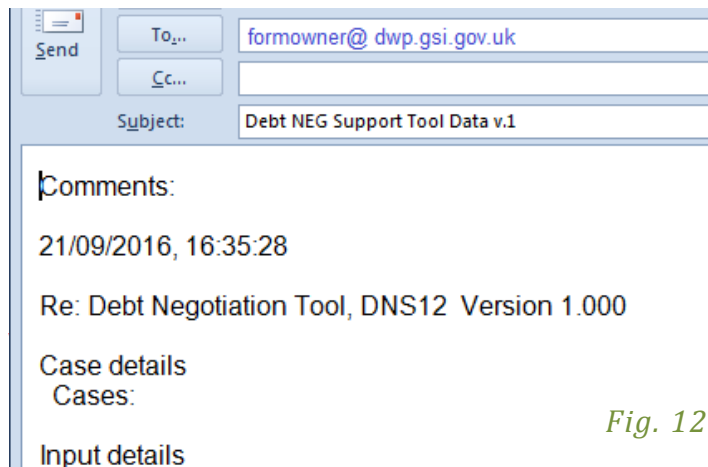 Send
To...
formowner@ dwp.gsi.gov.uk
Cc...
Subject:
Debt NEG Support Tool Data v.1
Comments:
21/09/2016, 16:35:28
Re: Debt Negotiation Tool, DNS12  Version 1.000
Case details
Cases:
Fig. 12
Input details